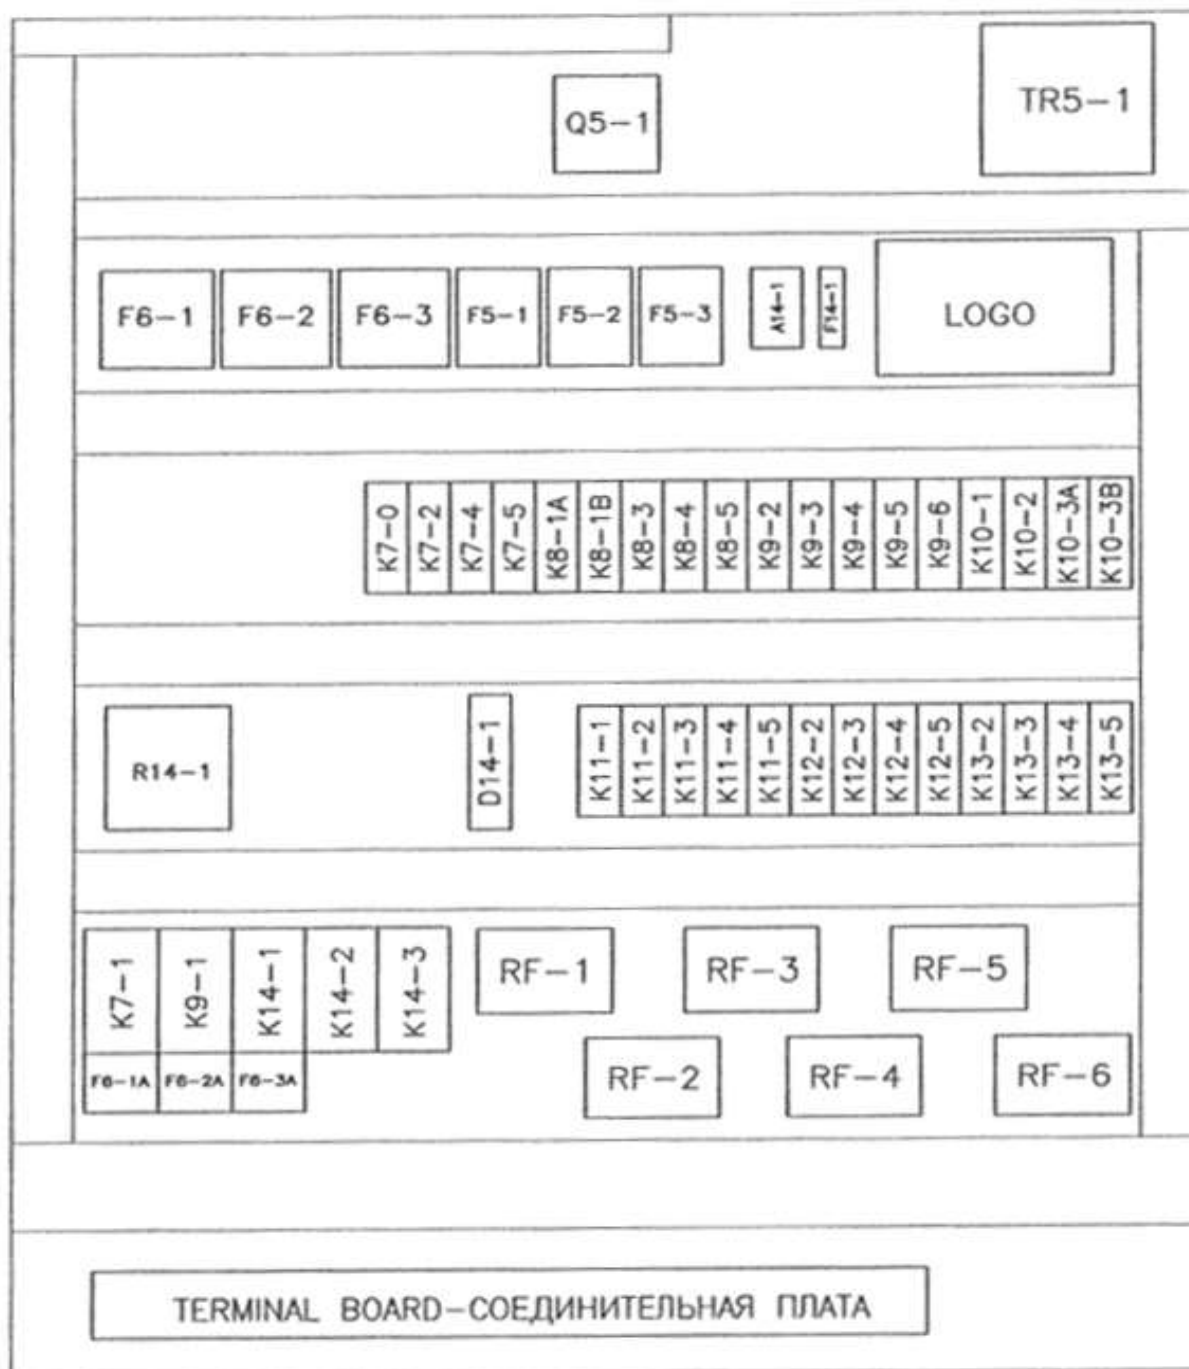 Q5-1 TR5-1
F6-1 F6-2 F6-3 F5-1 F5-2 F5-3 A14-1 F14-1 LOGO
K7-0 K7-2 K7-4 K7-5 K8-1A K8-1B K8-3 K8-4 K8-5 K9-2 K9-3 K9-4 K9-5 K9-6 K10-1 K10-2 K10-3A K10-3B
R14-1 D14-1 K11-1 K11-2 K11-3 K11-4 K11-5 K12-2 K12-3 K12-4 K12-5 K13-2 K13-3 K13-4 K13-5
K7-1 K9-1 K14-1 K14-2 K14-3 RF-1 RF-3 RF-5
F6-1A F6-2A F6-3A RF-2 RF-4 RF-6
TERMINAL BOARD-СОЕДИНИТЕЛЬНАЯ ПЛАТА